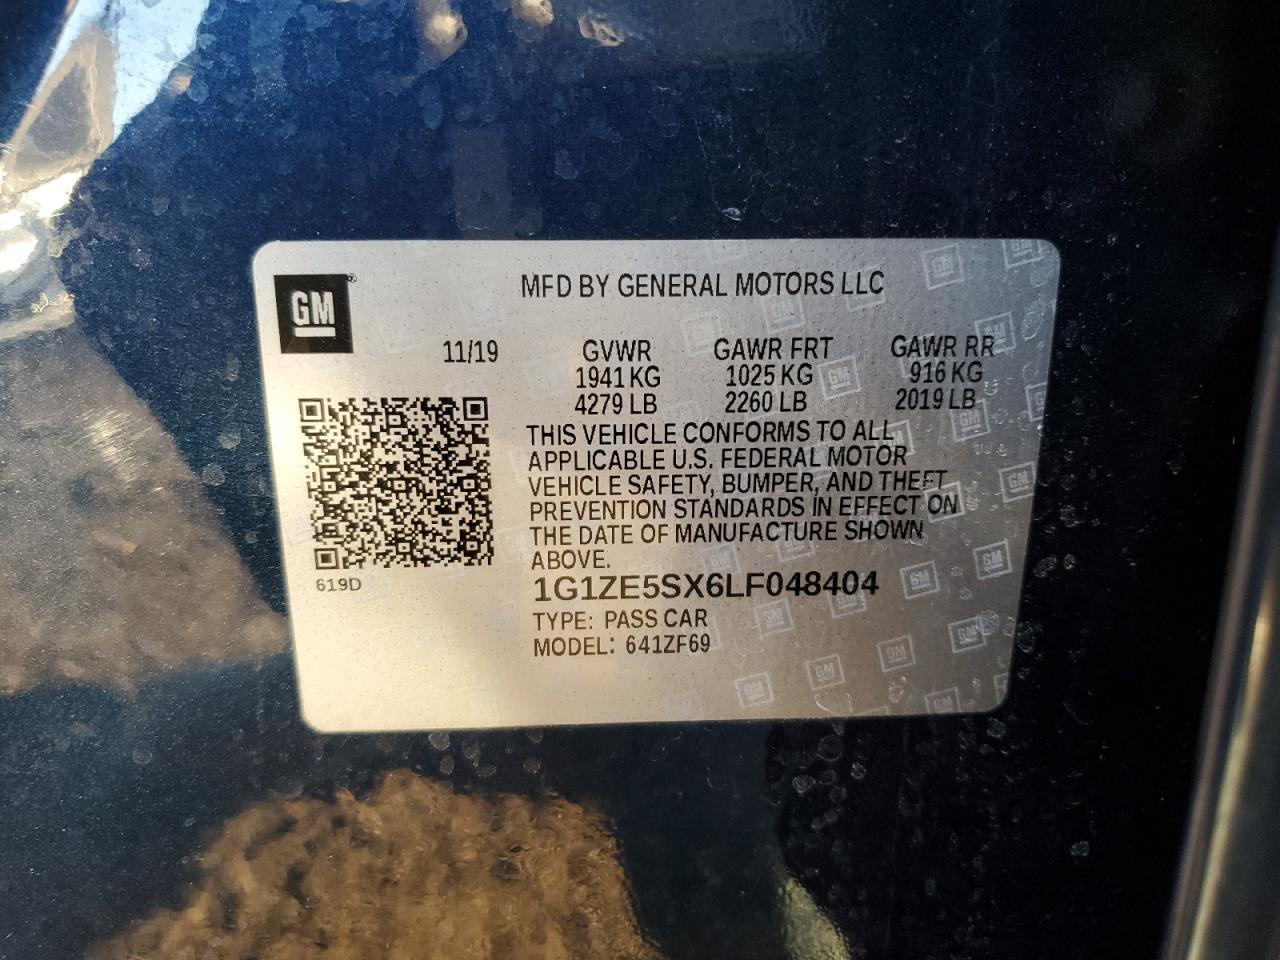 GM
MFD BY GENERAL MOTORS LLC
11/19 GVWR GAWR FRT GAWR RR
1941 KG 1025 KG 916 KG
4279 LB 2260 LB 2019 LB
THIS VEHICLE CONFORMS TO ALL
APPLICABLE U.S. FEDERAL MOTOR
VEHICLE SAFETY, BUMPER, AND THEFT
PREVENTION STANDARDS IN EFFECT ON
THE DATE OF MANUFACTURE SHOWN
ABOVE.
619D
1G1ZE5SX6LF048404
TYPE: PASS CAR
MODEL: 641ZF69